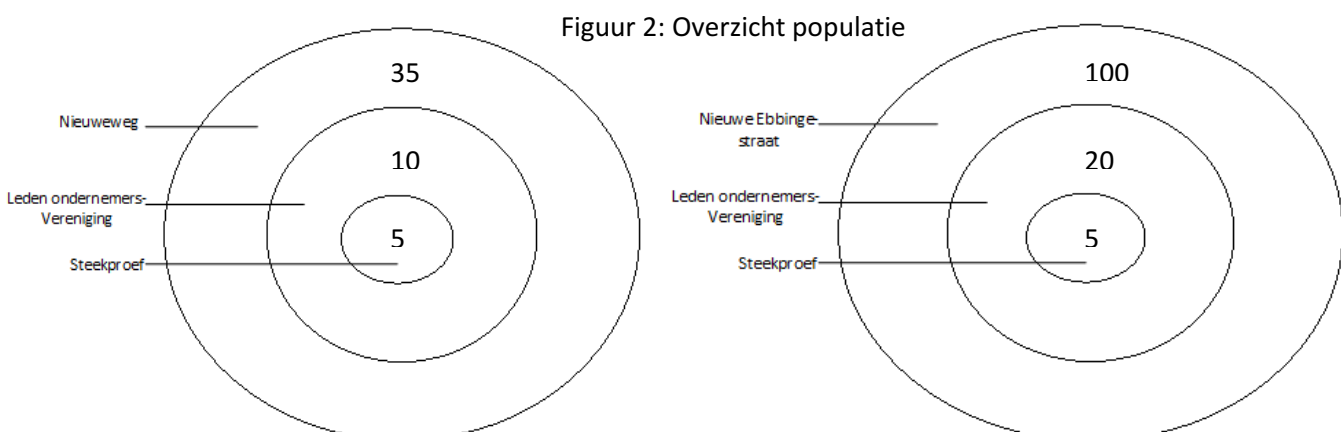 Figuur 2: Overzicht populatie
35
Nieuweweg
10
Leden ondernemers-
Vereniging
5
Steekproef
100
Nieuwe Ebbinge-
straat
20
Leden ondernemers-
Vereniging
5
Steekproef